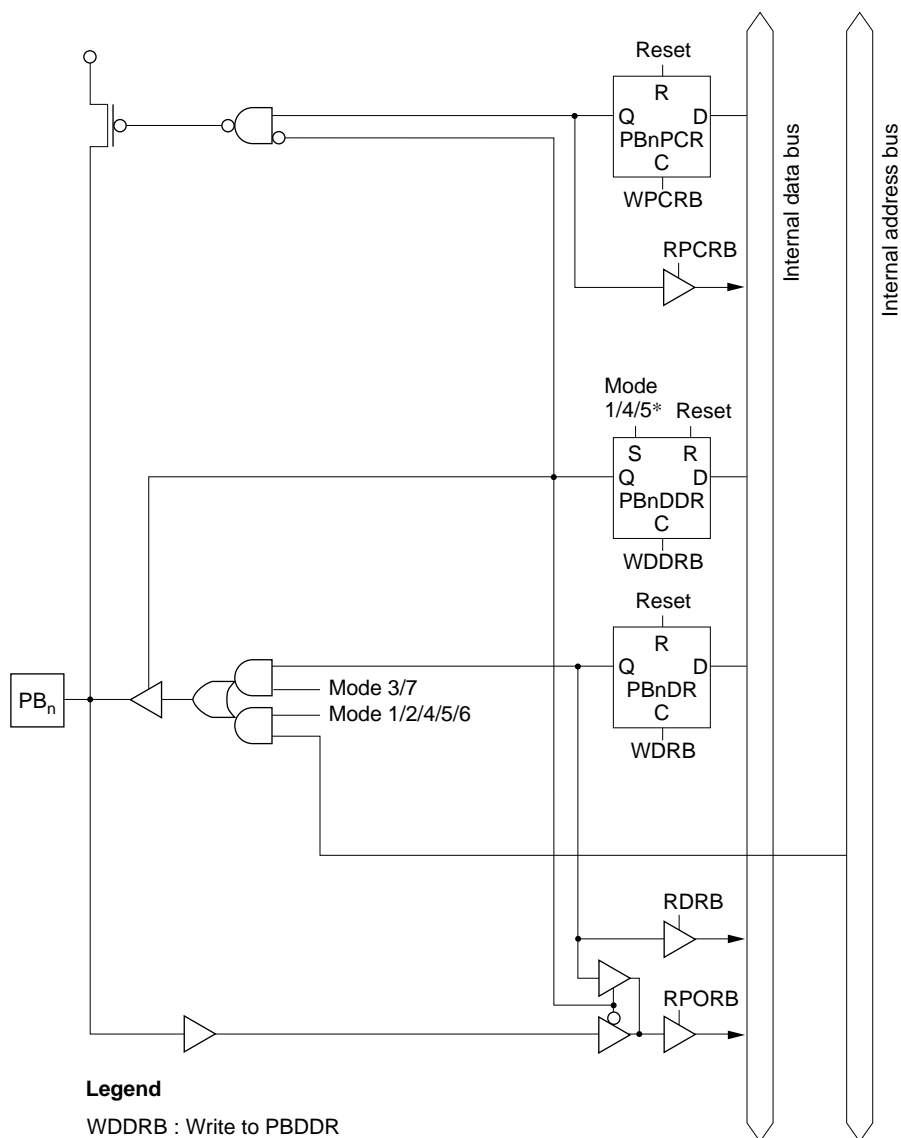 Reset
R
Q D
PBnPCR
C
WPCRB
RPCRB
Internal data bus
Internal address bus
Mode
1/4/5* Reset
S R
Q D
PBnDDR
C
WDDRB
Reset
R
Q D
PBnDR
C
WDRB
PBn
Mode 3/7
Mode 1/2/4/5/6
RDRB
RPORB
Legend
WDDRB : Write to PBDDR